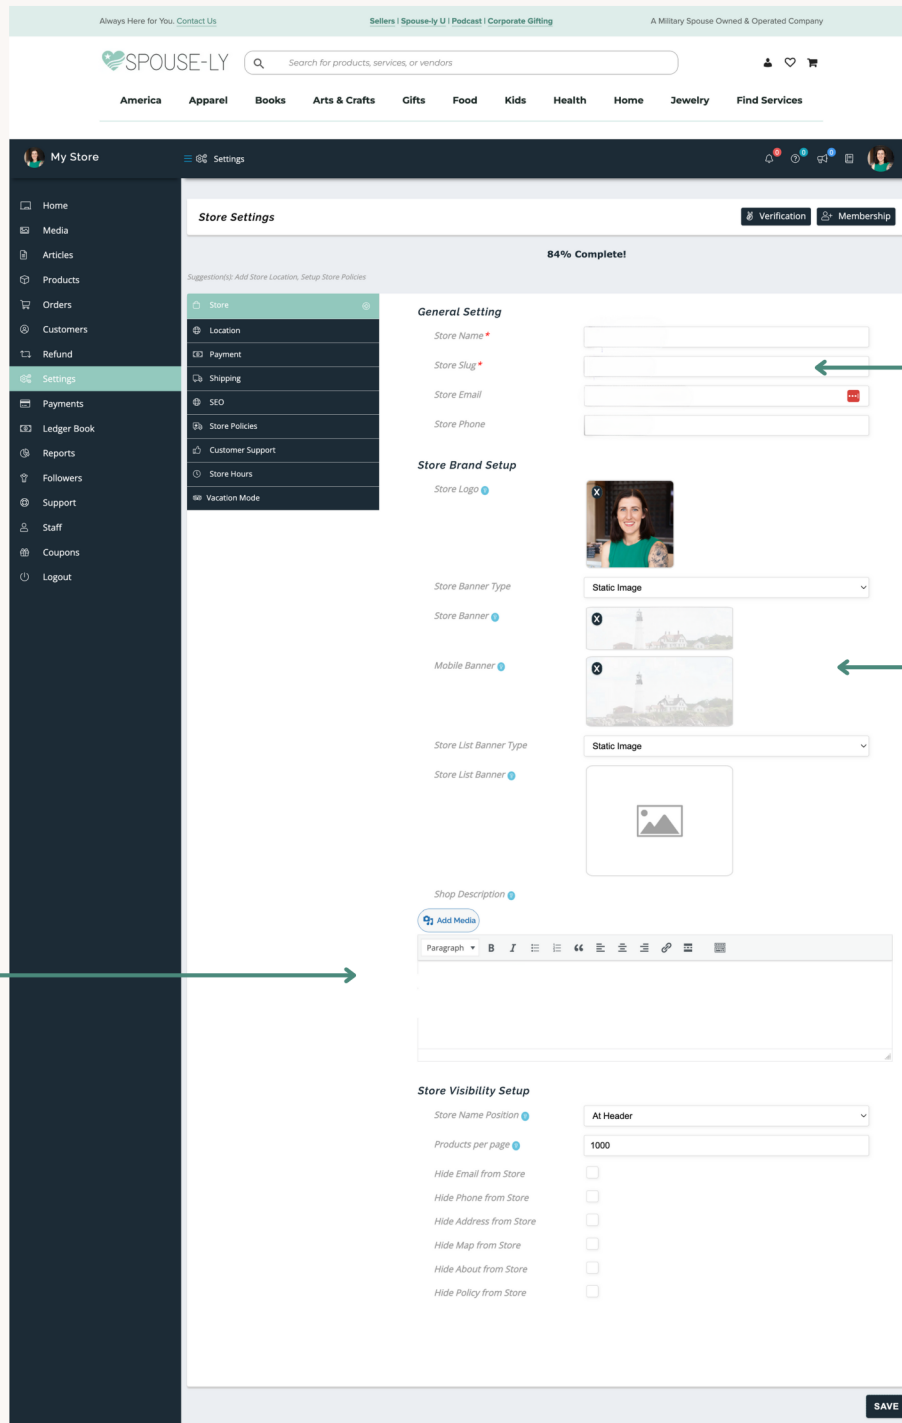 Always Here for You. Contact Us
Sellers | Spouse-ly U | Podcast | Corporate Gifting
A Military Spouse Owned & Operated Company
SPOUSE-LY
Search for products, services, or vendors
America Apparel Books Arts & Crafts Gifts Food Kids Health Home Jewelry Find Services
My Store
Settings
0 0 0
Home
Media
Articles
Products
Orders
Customers
Refund
Settings
Payments
Ledger Book
Reports
Followers
Support
Staff
Coupons
Logout
Store Settings
Verification
Membership
84% Complete!
Suggestion(s): Add Store Location, Setup Store Policies
Store
Location
Payment
Shipping
SEO
Store Policies
Customer Support
Store Hours
Vacation Mode
General Setting
Store Name *
Store Slug *
Store Email
Store Phone
Store Brand Setup
Store Logo ?
X
Store Banner Type Static Image
Store Banner ?
X
Mobile Banner ?
X
Store List Banner Type Static Image
Store List Banner ?
Shop Description ?
Add Media
Paragraph B I
Store Visibility Setup
Store Name Position ? At Header
Products per page ? 1000
Hide Email from Store
Hide Phone from Store
Hide Address from Store
Hide Map from Store
Hide About from Store
Hide Policy from Store
SAVE